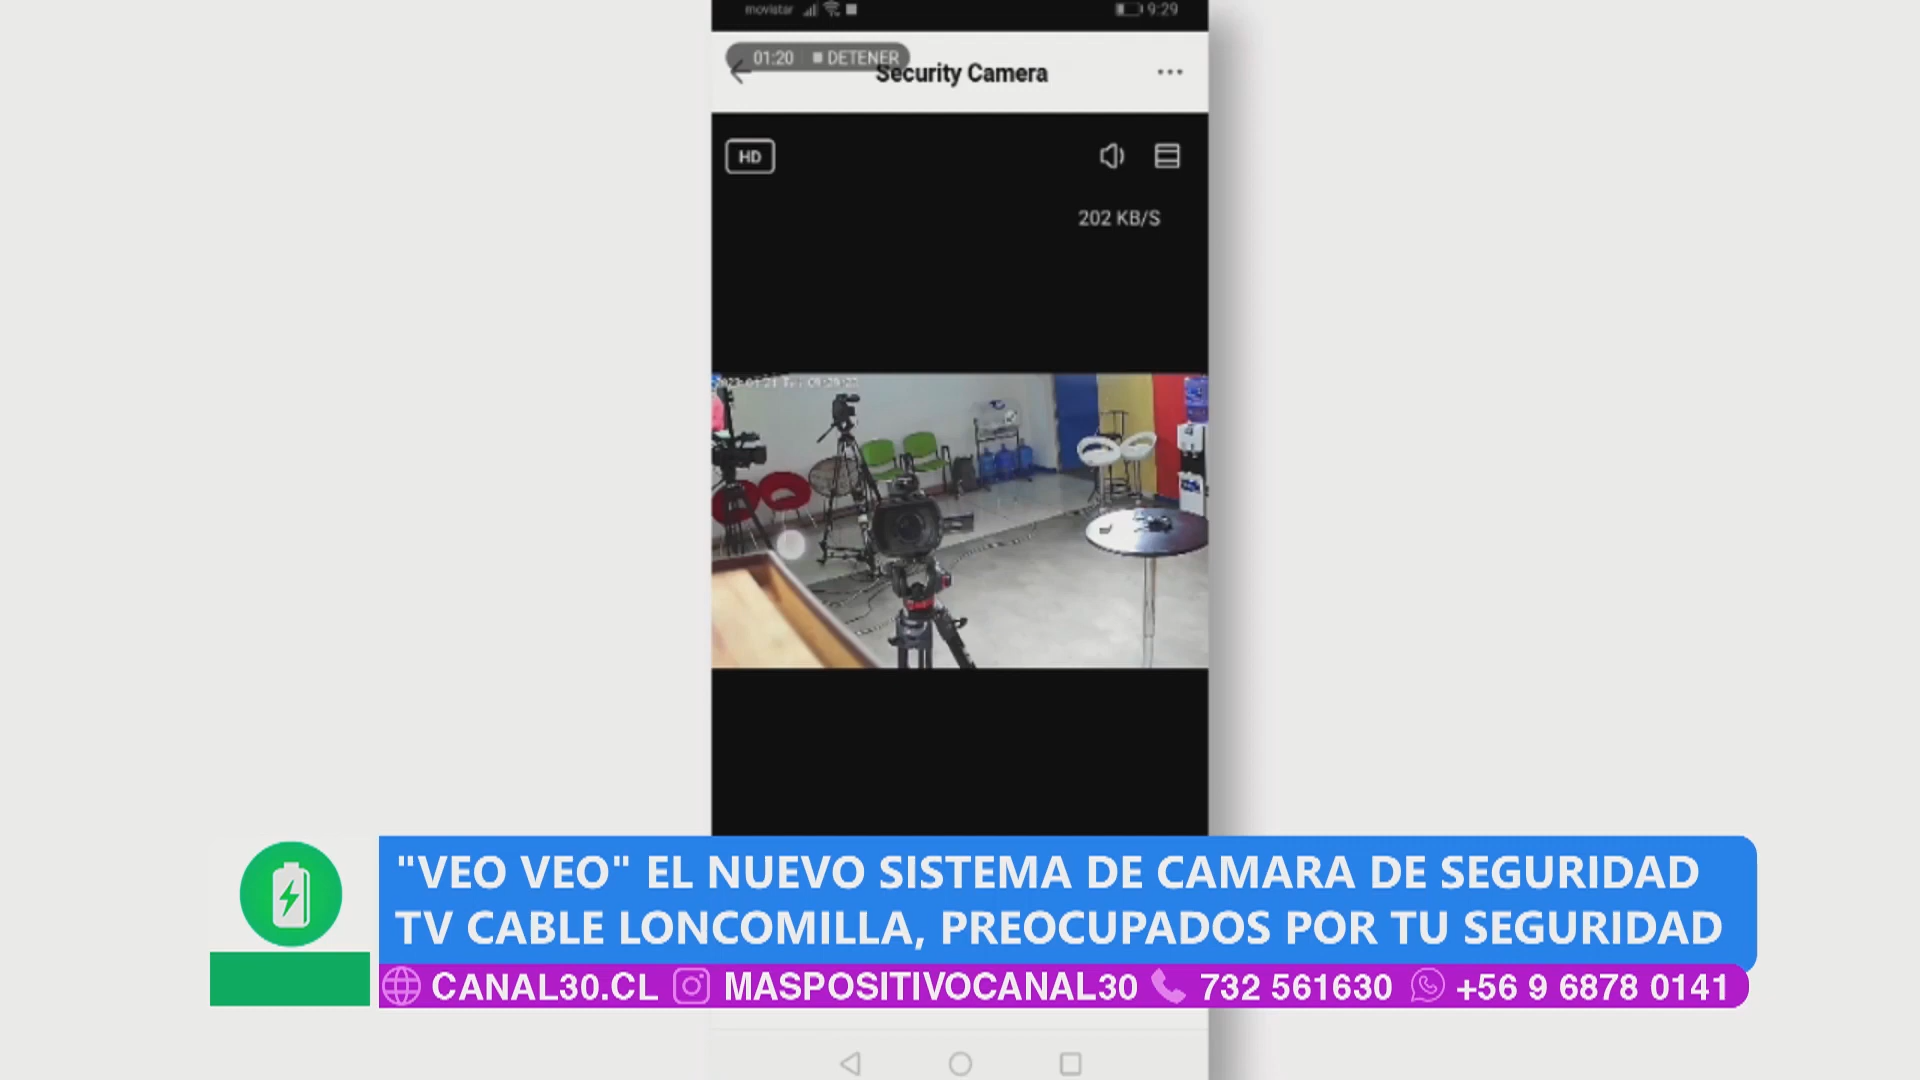 movistar
9:29
01:20 DETENER
Security Camera
HD
202 KB/S
"VEO VEO" EL NUEVO SISTEMA DE CAMARA DE SEGURIDAD
TV CABLE LONCOMILLA, PREOCUPADOS POR TU SEGURIDAD
CANAL30.CL MASPOSITIVOCANAL30 732 561630 +56 9 6878 0141